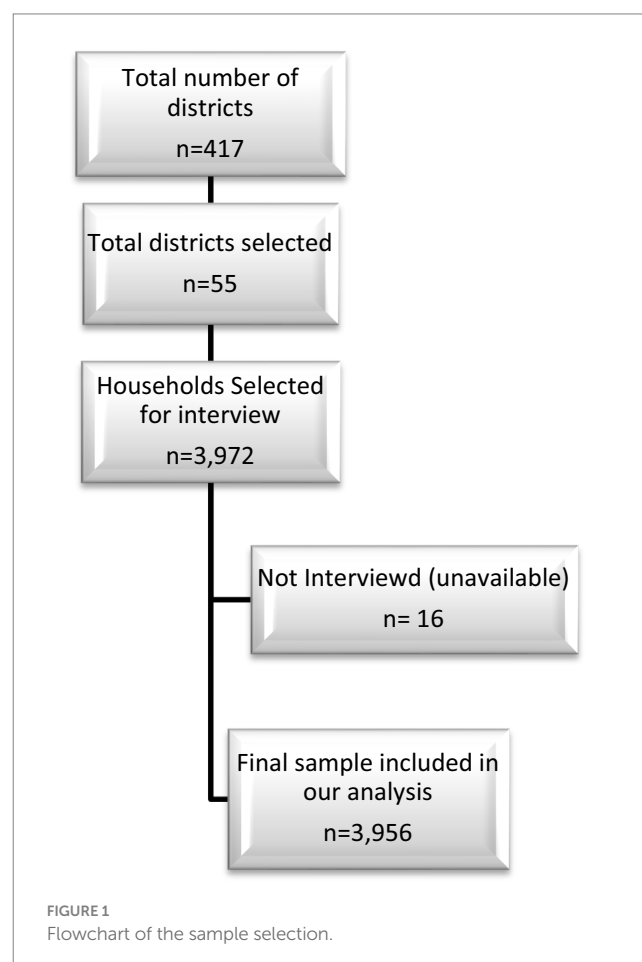 Total number of
districts
n=417
Total districts selected
n=55
Households Selected
for interview
n=3,972
Not Interviewd (unavailable)
n= 16
Final sample included in
our analysis
n=3,956
FIGURE 1
Flowchart of the sample selection.